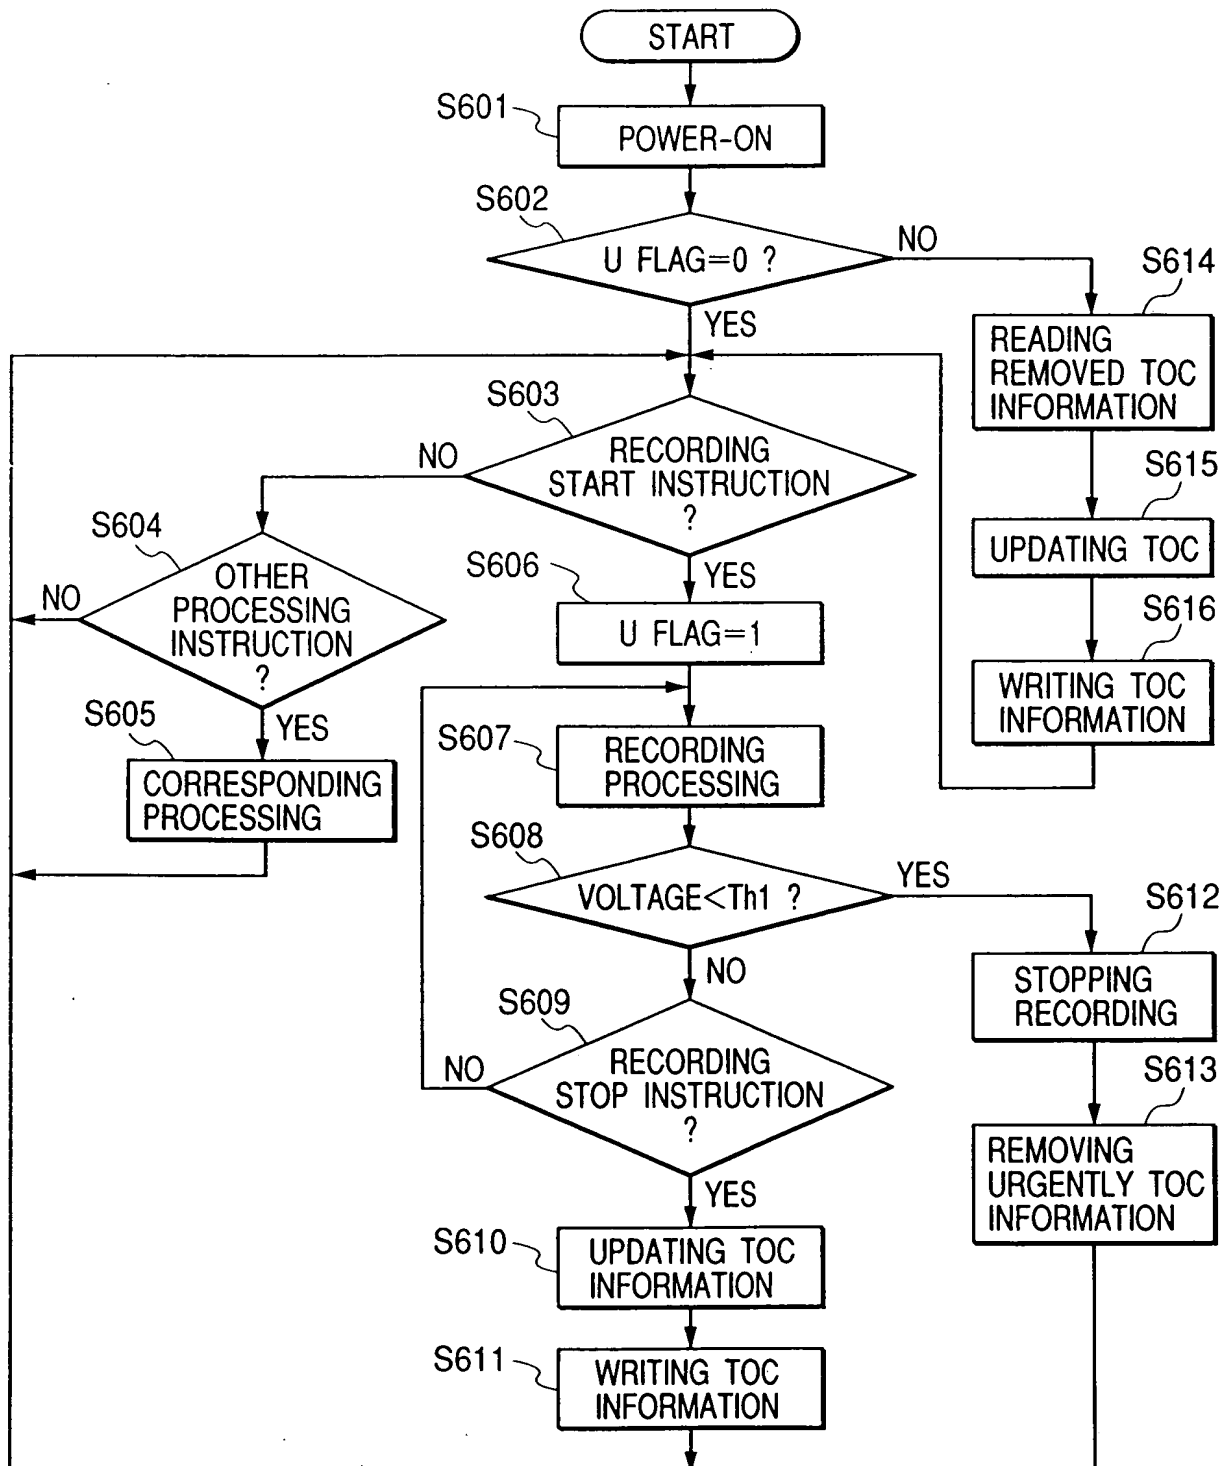 START
S601
POWER-ON
S602
U FLAG=0 ?
NO
YES
S614
READING
REMOVED TOC
INFORMATION
S603
RECORDING
START INSTRUCTION
?
NO
YES
S615
UPDATING TOC
S604
OTHER
PROCESSING
INSTRUCTION
?
NO
YES
S606
U FLAG=1
S616
WRITING TOC
INFORMATION
S605
CORRESPONDING
PROCESSING
S607
RECORDING
PROCESSING
S608
VOLTAGE<Th1 ?
YES
NO
S612
STOPPING
RECORDING
S609
RECORDING
STOP INSTRUCTION
?
NO
YES
S613
REMOVING
URGENTLY TOC
INFORMATION
S610
UPDATING TOC
INFORMATION
S611
WRITING TOC
INFORMATION